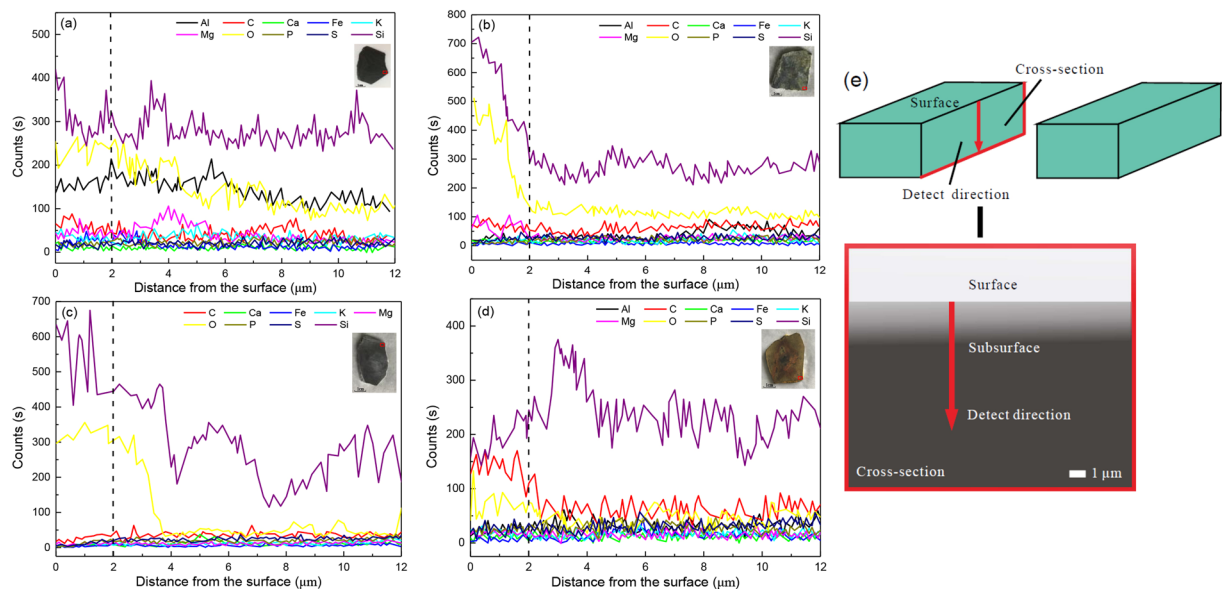 (a)
Al C Ca Fe K
Mg O P S Si
500
400
300
200
100
0
Counts (s)
0 2 4 6 8 10 12
Distance from the surface (μm)
(b)
Al C Ca Fe K
Mg O P S Si
800
700
600
500
400
300
200
100
0
Counts (s)
0 2 4 6 8 10 12
Distance from the surface (μm)
(c)
C Ca Fe K Mg
O P S Si
700
600
500
400
300
200
100
0
Counts (s)
0 2 4 6 8 10 12
Distance from the surface (μm)
(d)
Al C Ca Fe K
Mg O P S Si
400
300
200
100
0
Counts (s)
0 2 4 6 8 10 12
Distance from the surface (μm)
(e)
Cross-section
Surface
Detect direction
Surface
Subsurface
Detect direction
Cross-section
1 μm